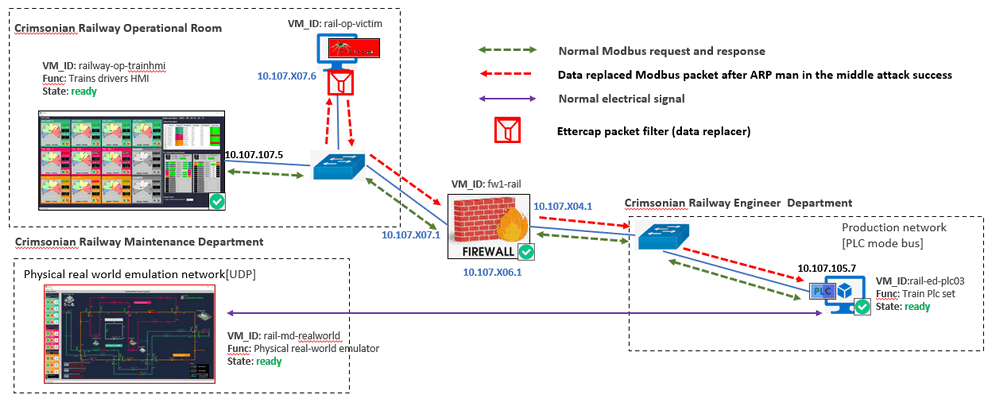 Crimsonian Railway Operational Room
VM_ID: rail-op-victim
VM_ID: railway-op-trainhmi
Func: Trains drivers HMI
State: ready
10.107.X07.6
10.107.107.5
Normal Modbus request and response
Data replaced Modbus packet after ARP man in the middle attack success
Normal electrical signal
Ettercap packet filter (data replacer)
VM_ID: fw1-rail
10.107.X07.1
FIREWALL
10.107.X04.1
10.107.X06.1
Crimsonian Railway Engineer Department
Production network
[PLC mode bus]
10.107.105.7
PLC
VM_ID:rail-ed-plc03
Func: Train Plc set
State: ready
Crimsonian Railway Maintenance Department
Physical real world emulation network[UDP]
VM_ID: rail-md-realworld
Func: Physical real-world emulator
State: ready